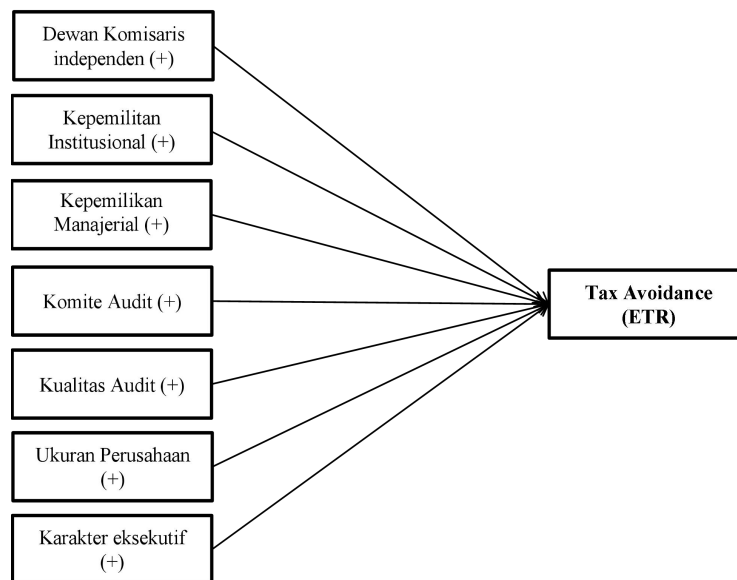 Dewan Komisaris
independen (+)
Kepemilitan
Institusional (+)
Kepemilikan
Manajerial (+)
Komite Audit (+)
Kualitas Audit (+)
Ukuran Perusahaan
(+)
Karakter eksekutif
(+)
Tax Avoidance
(ETR)